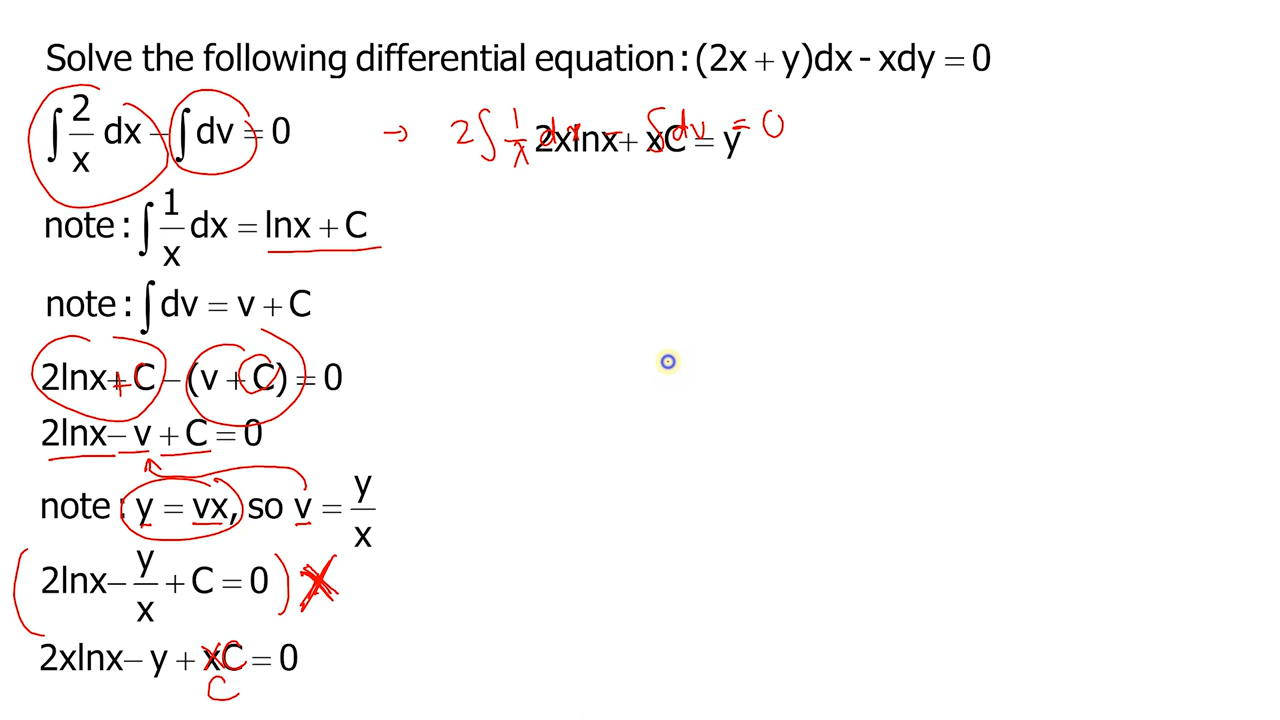 Solve the following differential equation: (2x + y)dx - xdy = 0
∫ 2/x dx - ∫ dv = 0
→ 2∫ 1/x dx - ∫ dv = 0
2xlnx + xC = y
note: ∫ 1/x dx = lnx + C
note: ∫ dv = v + C
2lnx + C - (v + C) = 0
2lnx - v + C = 0
note: y = vx, so v = y/x
(2lnx - y/x + C = 0) x
2xlnx - y + xC = 0
C